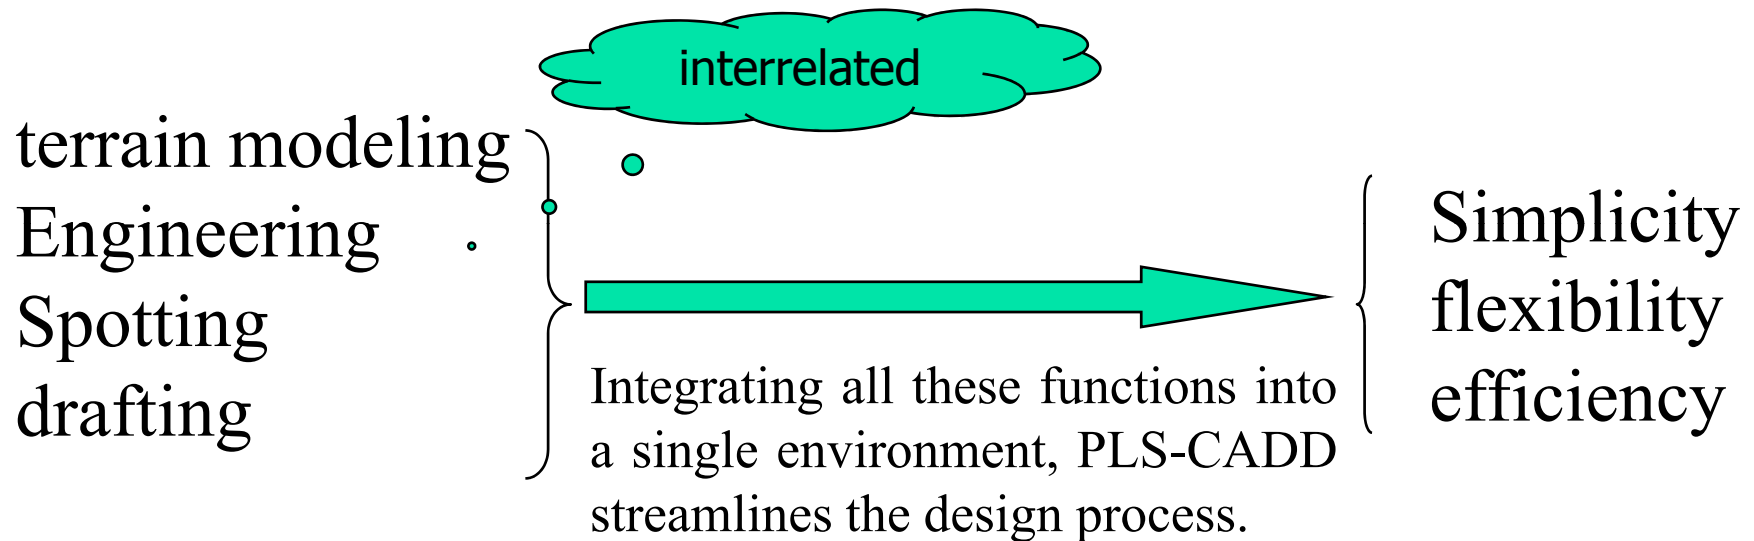 interrelated
terrain modeling
Engineering
Spotting
drafting
Integrating all these functions into
a single environment, PLS-CADD
streamlines the design process.
Simplicity
flexibility
efficiency